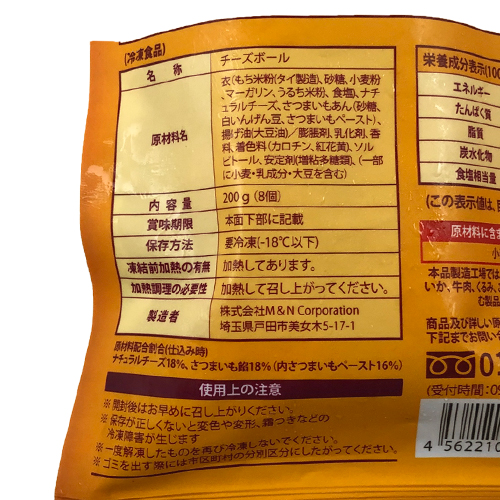 (冷凍食品)
名 称 チーズボール
原材料名
衣(もち米粉(タイ製造)、砂糖、小麦粉
、マーガリン、うるち米粉、食塩)、ナチ
ュラルチーズ、さつまいもあん(砂糖、
白いんげん豆、さつまいもペースト)、
揚げ油(大豆油)／膨張剤、乳化剤、香
料、着色料(カロチン、紅花黄)、ソル
ビトール、安定剤(増粘多糖類)、(一部
に小麦・乳成分・大豆を含む)
内 容 量 200g(8個)
賞味期限 本面下部に記載
保存方法 要冷凍(-18℃以下)
凍結前加熱の有無 加熱してあります。
加熱調理の必要性 加熱して召し上がってください。
製造者
株式会社M&N Corporation
埼玉県戸田市美女木5-17-1
原材料配合割合(仕込み時)
ナチュラルチーズ18%、さつまいも餡18%(内さつまいもペースト16%)
使用上の注意
※開封後はお早めに召し上がりください。
※保存が正しくないと変色や変形、霜つきなどの
冷凍障害が生じます
※一度解凍したものを再び冷凍しないでください。
※ゴミを出す際には市区町村の分別区分にしたがってください。
栄養成分表示(100
エネルギー
たんぱく質
脂質
炭水化物
食塩相当量
(この表示値は、
原材料に含ま
小
本品製造工場では
いか、牛肉、くるみ、
む製品
商品及び詳しい原
下記までお問い合
0
(受付時間:09
4 562210